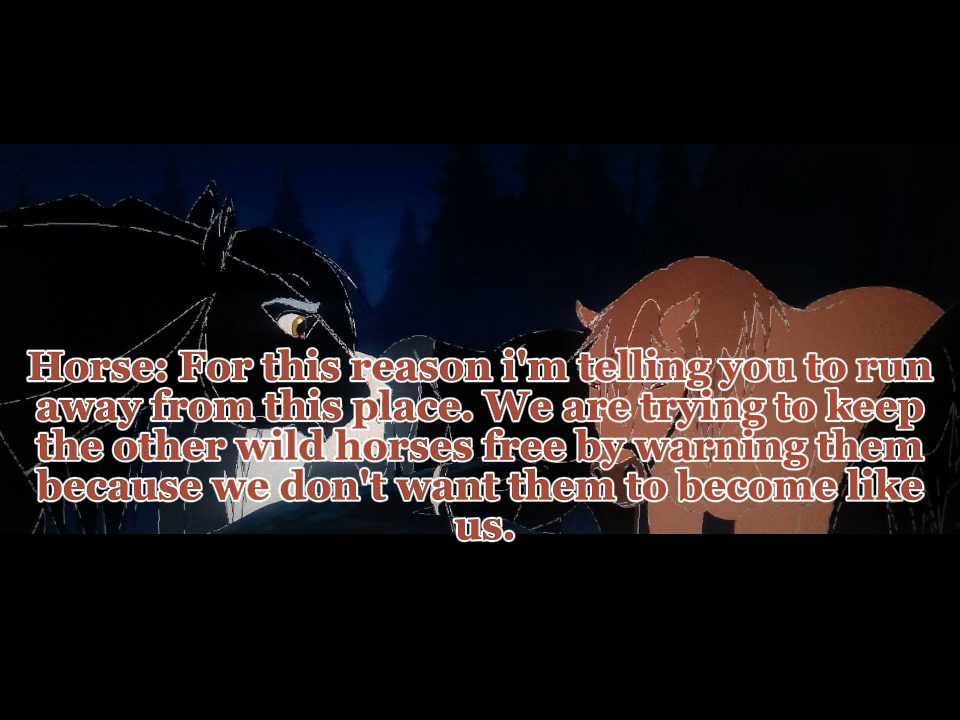 Horse: For this reason i'm telling you to run
away from this place. We are trying to keep
the other wild horses free by warning them
because we don't want them to become like
us.